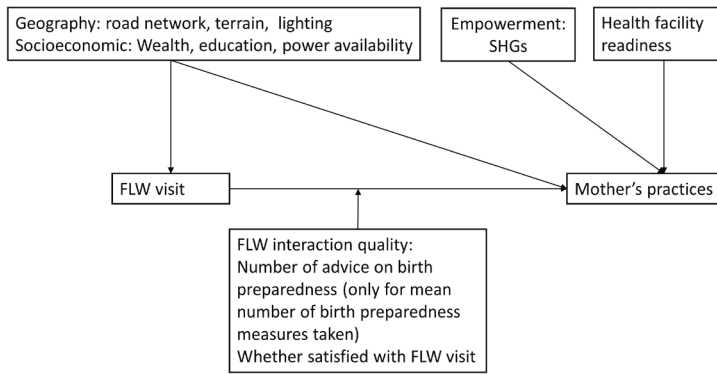 Geography: road network, terrain, lighting
Socioeconomic: Wealth, education, power availability
Empowerment:
SHGs
Health facility
readiness
FLW visit
Mother’s practices
FLW interaction quality:
Number of advice on birth
preparedness (only for mean
number of birth preparedness
measures taken)
Whether satisfied with FLW visit